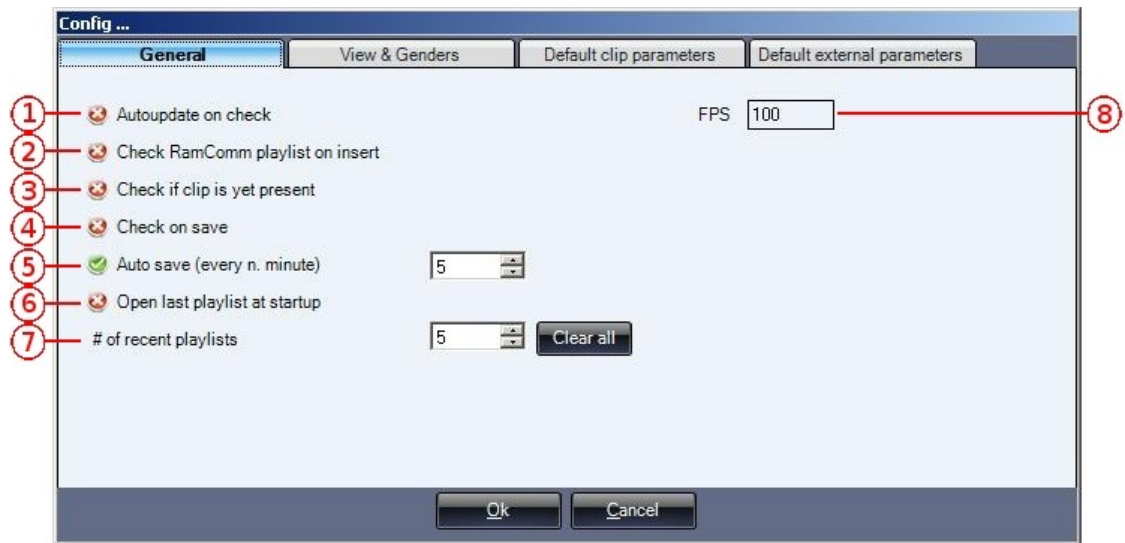 Config ...
General View & Genders Default clip parameters Default external parameters
1 Autoupdate on check FPS 100 8
2 Check RamComm playlist on insert
3 Check if clip is yet present
4 Check on save
5 Auto save (every n. minute) 5
6 Open last playlist at startup
7 # of recent playlists 5 Clear all
Ok Cancel